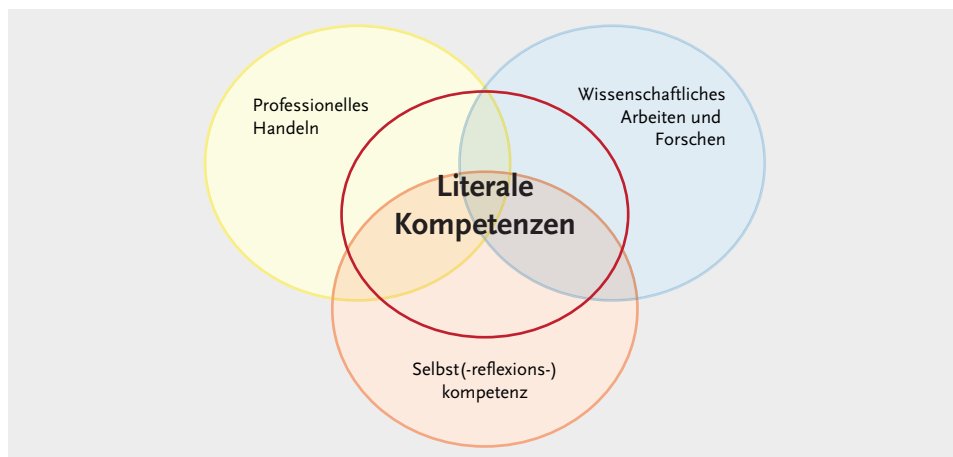 Professionelles
Handeln
Wissenschaftliches
Arbeiten und
Forschen
Literale
Kompetenzen
Selbst(-reflexions-)
kompetenz